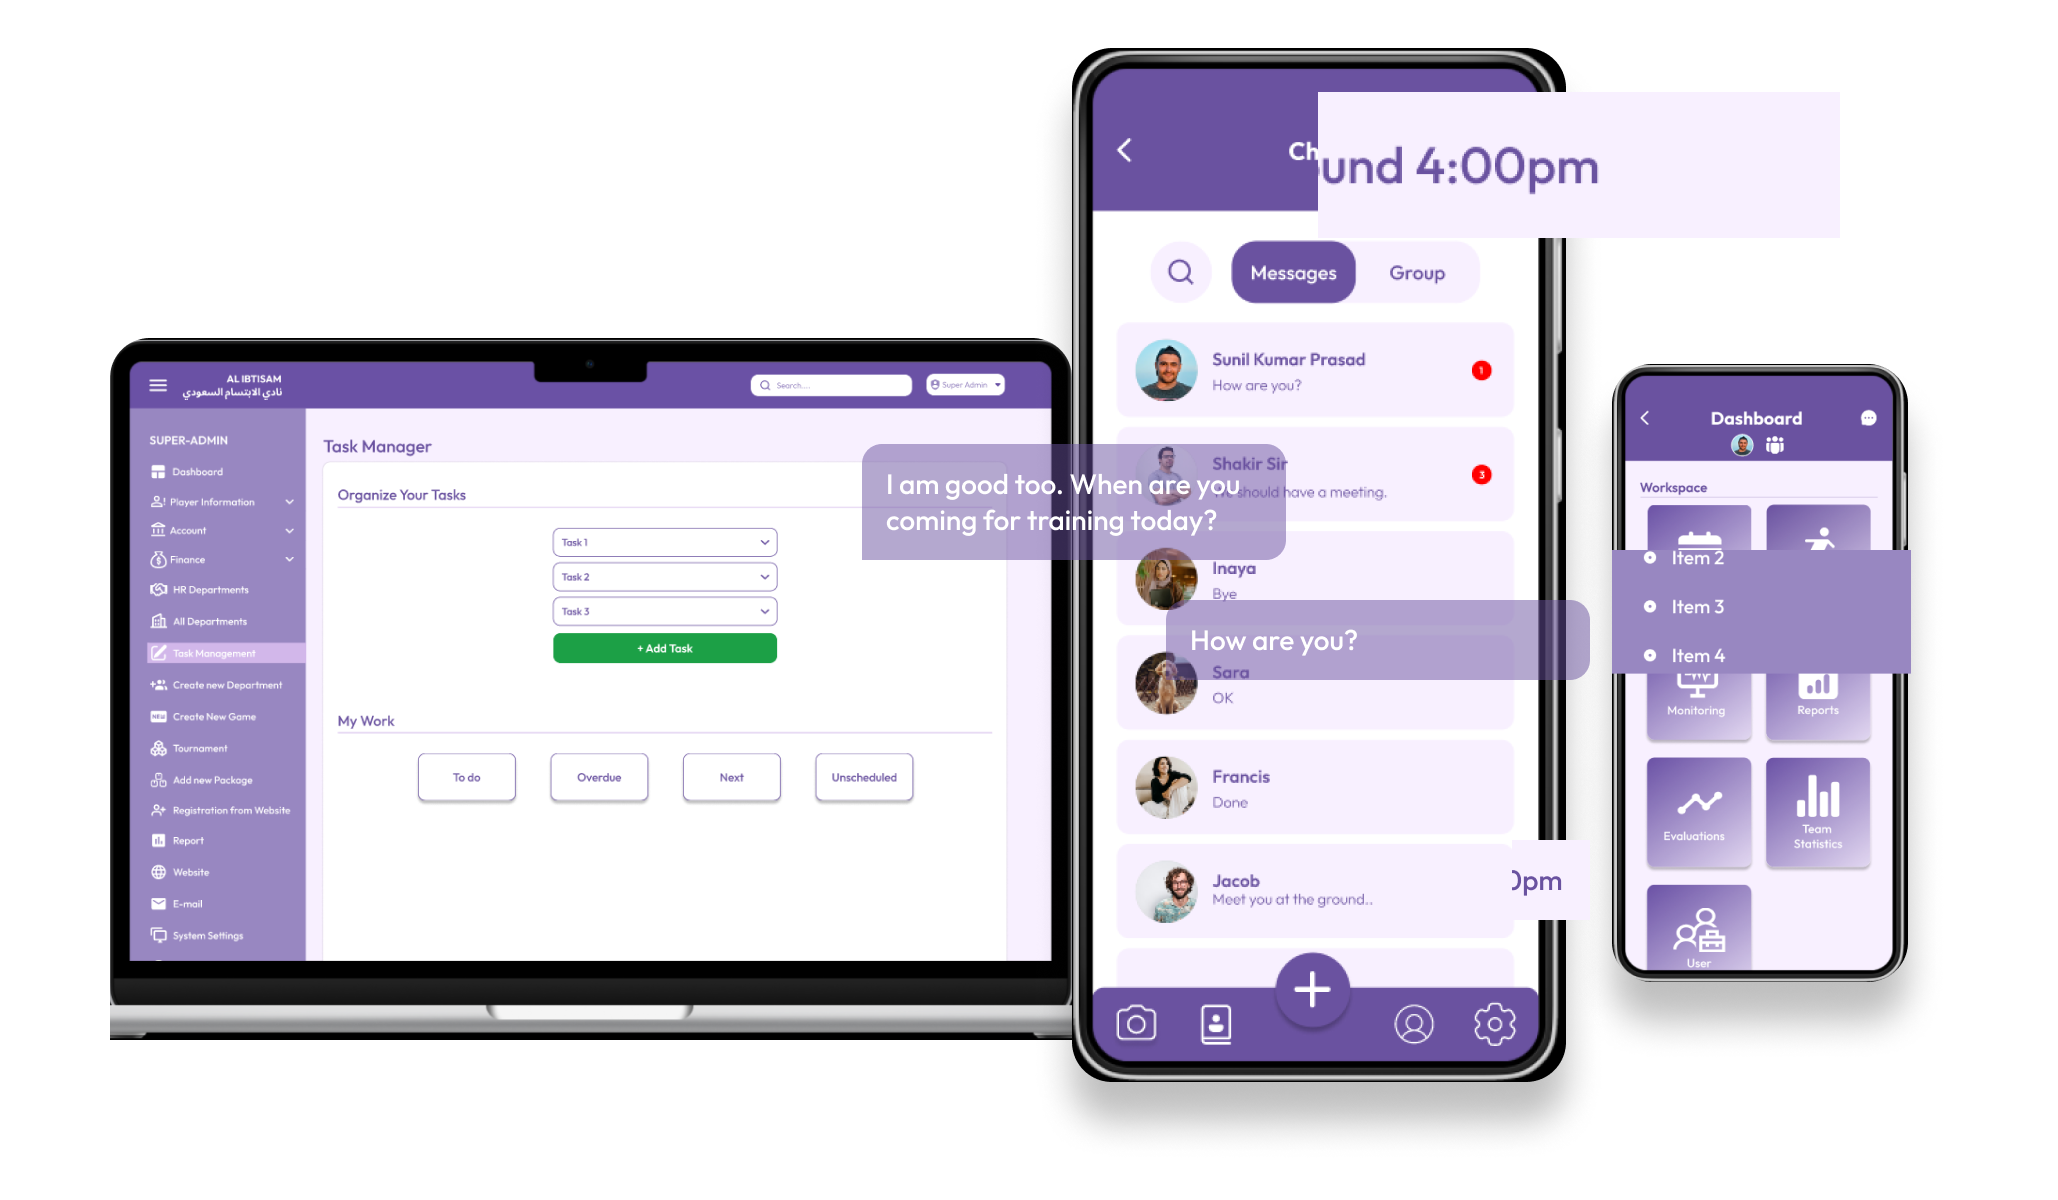 AL IBTISAM
نادي الابتسام السعودي
Search....
Super Admin
SUPER-ADMIN
Dashboard
Player Information
Account
Finance
HR Departments
All Departments
Task Management
Create new Department
NEW
Create New Game
Tournament
Add new Package
Registration from Website
Report
Website
E-mail
System Settings
Task Manager
Organize Your Tasks
Task 1
Task 2
Task 3
+ Add Task
My Work
To do
Overdue
Next
Unscheduled
Ch
und 4:00pm
Messages
Group
Sunil Kumar Prasad
How are you?
1
Shakir Sir
We should have a meeting.
3
I am good too. When are you
coming for training today?
Inaya
Bye
How are you?
Sara
OK
Francis
Done
Jacob
Meet you at the ground..
0pm
Dashboard
Workspace
Item 2
Item 3
Item 4
Monitoring
Reports
Evaluations
Team
Statistics
User